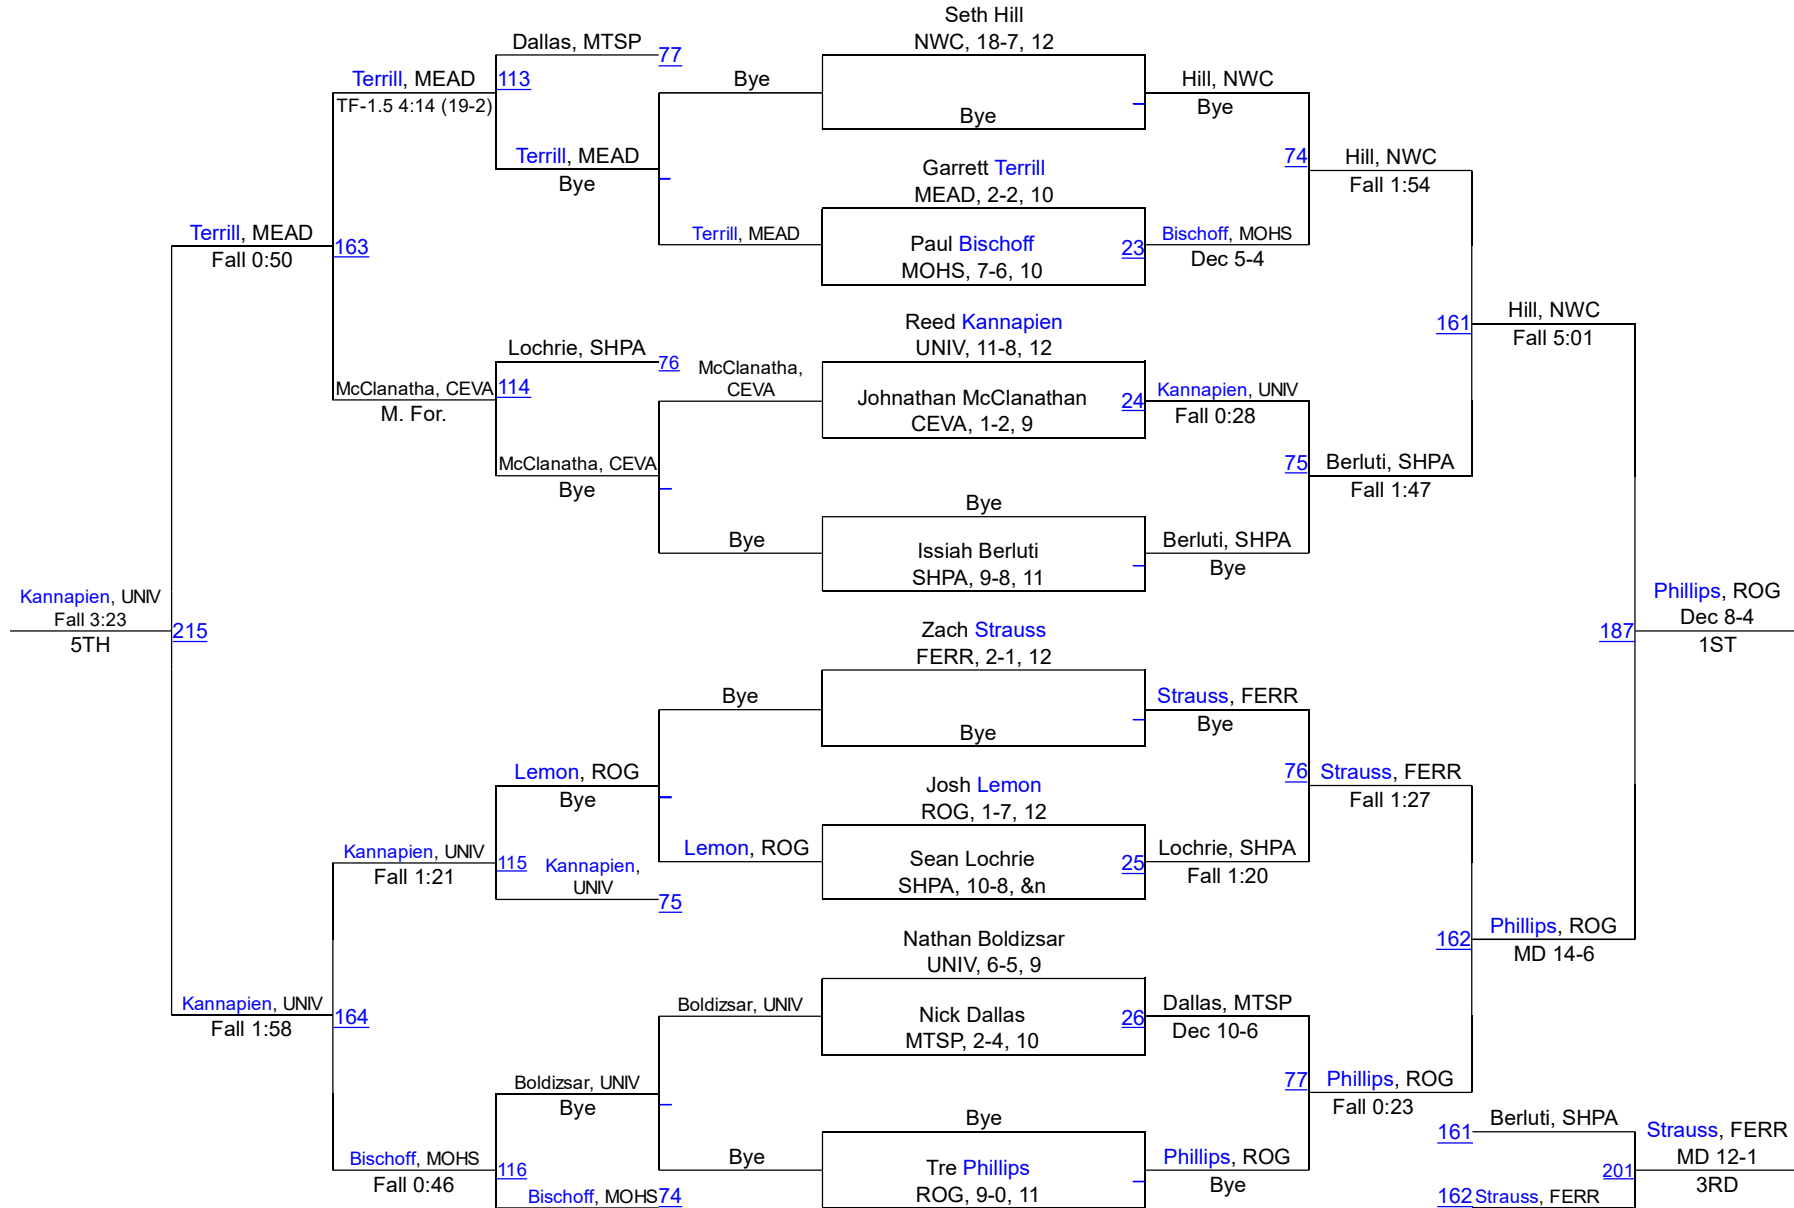 Seth Hill
NWC, 18-7, 12
Bye
Hill, NWC
Bye
Garrett Terrill
MEAD, 2-2, 10
Paul Bischoff
MOHS, 7-6, 10
23
Bischoff, MOHS
Dec 5-4
74
Hill, NWC
Fall 1:54
Reed Kannapien
UNIV, 11-8, 12
Johnathan McClanathan
CEVA, 1-2, 9
24
Kannapien, UNIV
Fall 0:28
Bye
Issiah Berluti
SHPA, 9-8, 11
Berluti, SHPA
Bye
75
Berluti, SHPA
Fall 1:47
161
Hill, NWC
Fall 5:01
Zach Strauss
FERR, 2-1, 12
Bye
Strauss, FERR
Bye
Josh Lemon
ROG, 1-7, 12
Sean Lochrie
SHPA, 10-8, &n
25
Lochrie, SHPA
Fall 1:20
76
Strauss, FERR
Fall 1:27
Nathan Boldizsar
UNIV, 6-5, 9
Nick Dallas
MTSP, 2-4, 10
26
Dallas, MTSP
Dec 10-6
Bye
Tre Phillips
ROG, 9-0, 11
Phillips, ROG
Bye
77
Phillips, ROG
Fall 0:23
162
Phillips, ROG
MD 14-6
187
Phillips, ROG
Dec 8-4
1ST
161
Berluti, SHPA
162
Strauss, FERR
201
Strauss, FERR
MD 12-1
3RD
Dallas, MTSP
77
Bye
Terrill, MEAD
Terrill, MEAD
Bye
113
Terrill, MEAD
TF-1.5 4:14 (19-2)
Lochrie, SHPA
76
McClanatha,
CEVA
Bye
McClanatha, CEVA
Bye
114
McClanatha, CEVA
M. For.
163
Terrill, MEAD
Fall 0:50
Bye
Lemon, ROG
Lemon, ROG
Bye
Kannapien,
UNIV
75
115
Kannapien, UNIV
Fall 1:21
Boldizsar, UNIV
Bye
Boldizsar, UNIV
Bye
Bischoff, MOHS
74
116
Bischoff, MOHS
Fall 0:46
164
Kannapien, UNIV
Fall 1:58
215
Kannapien, UNIV
Fall 3:23
5TH